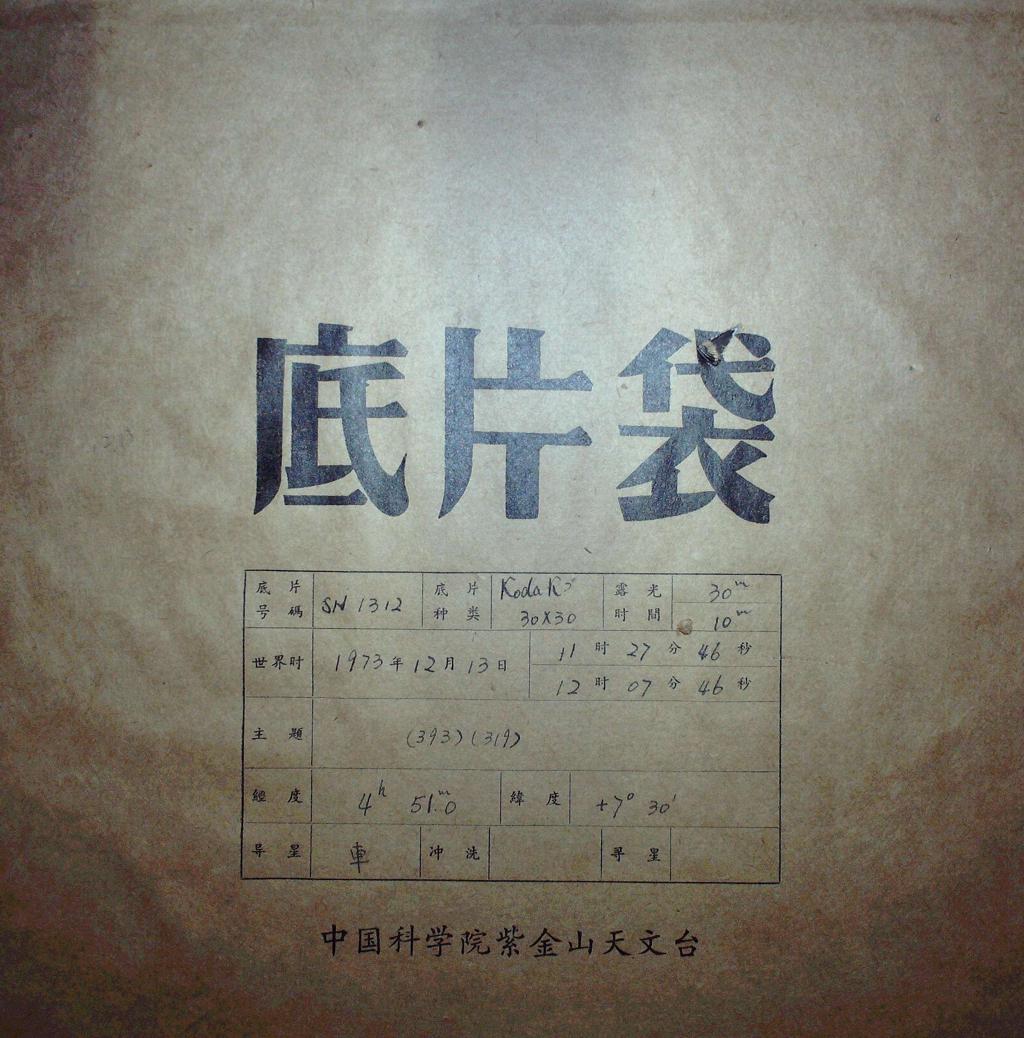 底片袋
底片号碼 SN 1312 底片种类 Kodak 30X30 露光时間 30m 10m
世界时 1973年12月13日 11时27分46秒
12时07分46秒
主题 (393)(319)
經度 4h 51m.0 緯度 +7° 30'
导星 車 冲洗 寻星
中国科学院紫金山天文台